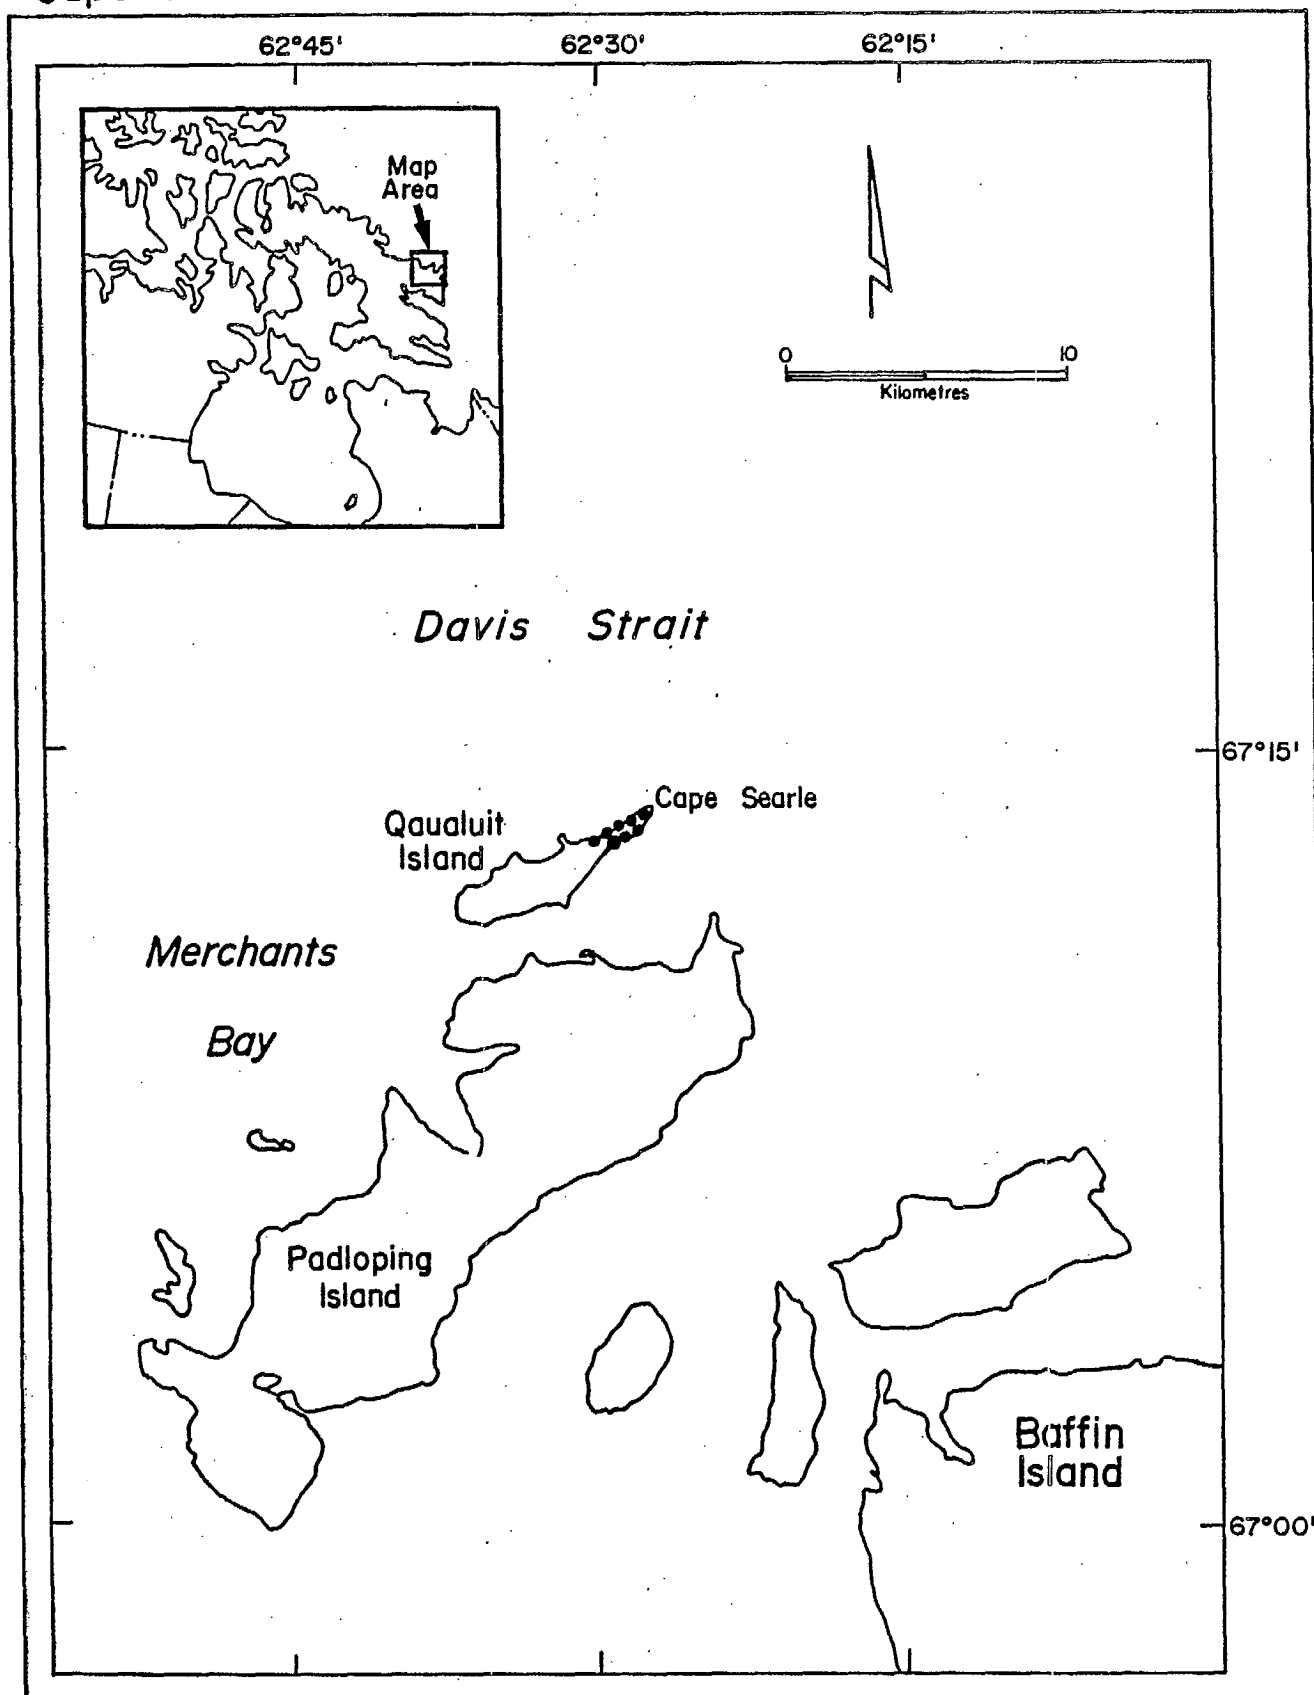 62°45'
62°30'
62°15'
Map
Area
0
10
Kilometres
Davis Strait
67°15'
Cape Searle
Qaualuit
Island
Merchants
Bay
Padloping
Island
Baffin
Island
67°00'